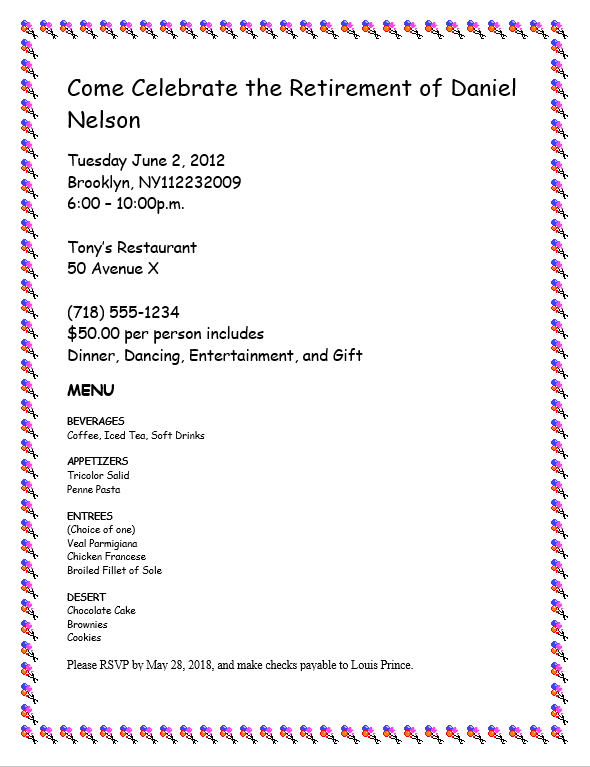 Come Celebrate the Retirement of Daniel
Nelson
Tuesday June 2, 2012
Brooklyn, NY112232009
6:00 – 10:00p.m.
Tony's Restaurant
50 Avenue X
(718) 555-1234
$50.00 per person includes
Dinner, Dancing, Entertainment, and Gift
MENU
BEVERAGES
Coffee, Iced Tea, Soft Drinks
APPETIZERS
Tricolor Salid
Penne Pasta
ENTREES
(Choice of one)
Veal Parmigiana
Chicken Francese
Broiled Fillet of Sole
DESERT
Chocolate Cake
Brownies
Cookies
Please RSVP by May 28, 2018, and make checks payable to Louis Prince.